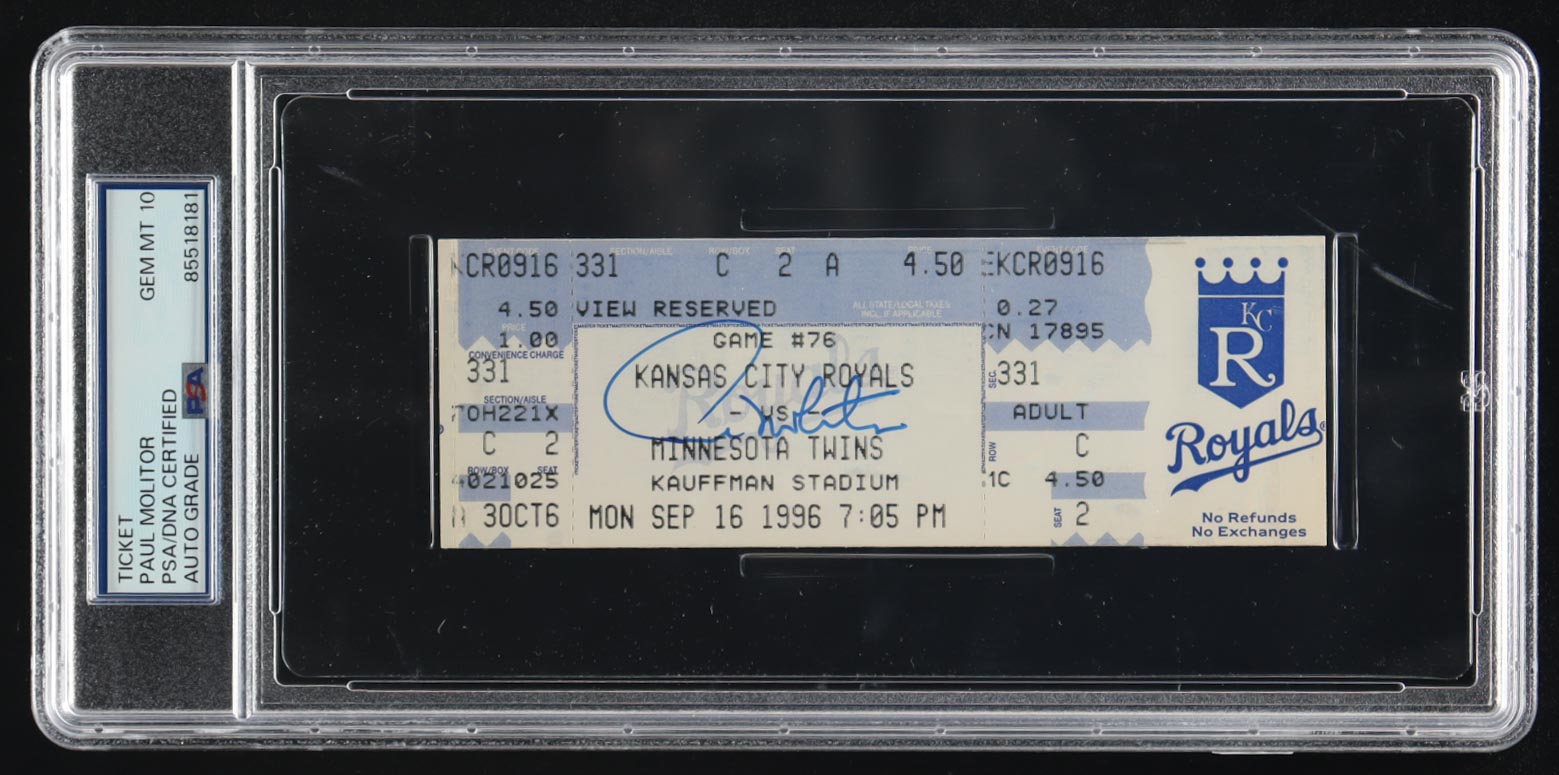 TICKET
PAUL MOLITOR
PSA/DNA CERTIFIED
AUTO GRADE
GEM MT 10
85518181
PSA
EVENT CODE SECTION/AISLE ROW/BOX SEAT PRICE EVENT CODE
KCR0916 331 C 2 A 4.50 EKCR0916
4.50 VIEW RESERVED ALL STATE/LOCAL TAXES INCL. IF APPLICABLE 0.27
PRICE
1.00 GAME #76 CN 17895
CONVENIENCE CHARGE
331 KANSAS CITY ROYALS SEC. 331
SECTION/AISLE
70H221X - VS - ADULT
C 2 MINNESOTA TWINS ROW C
ROW/BOX SEAT
4021025 KAUFFMAN STADIUM 1C 4.50
30CT6 MON SEP 16 1996 7:05 PM SEAT 2
KC
R
Royals
No Refunds
No Exchanges